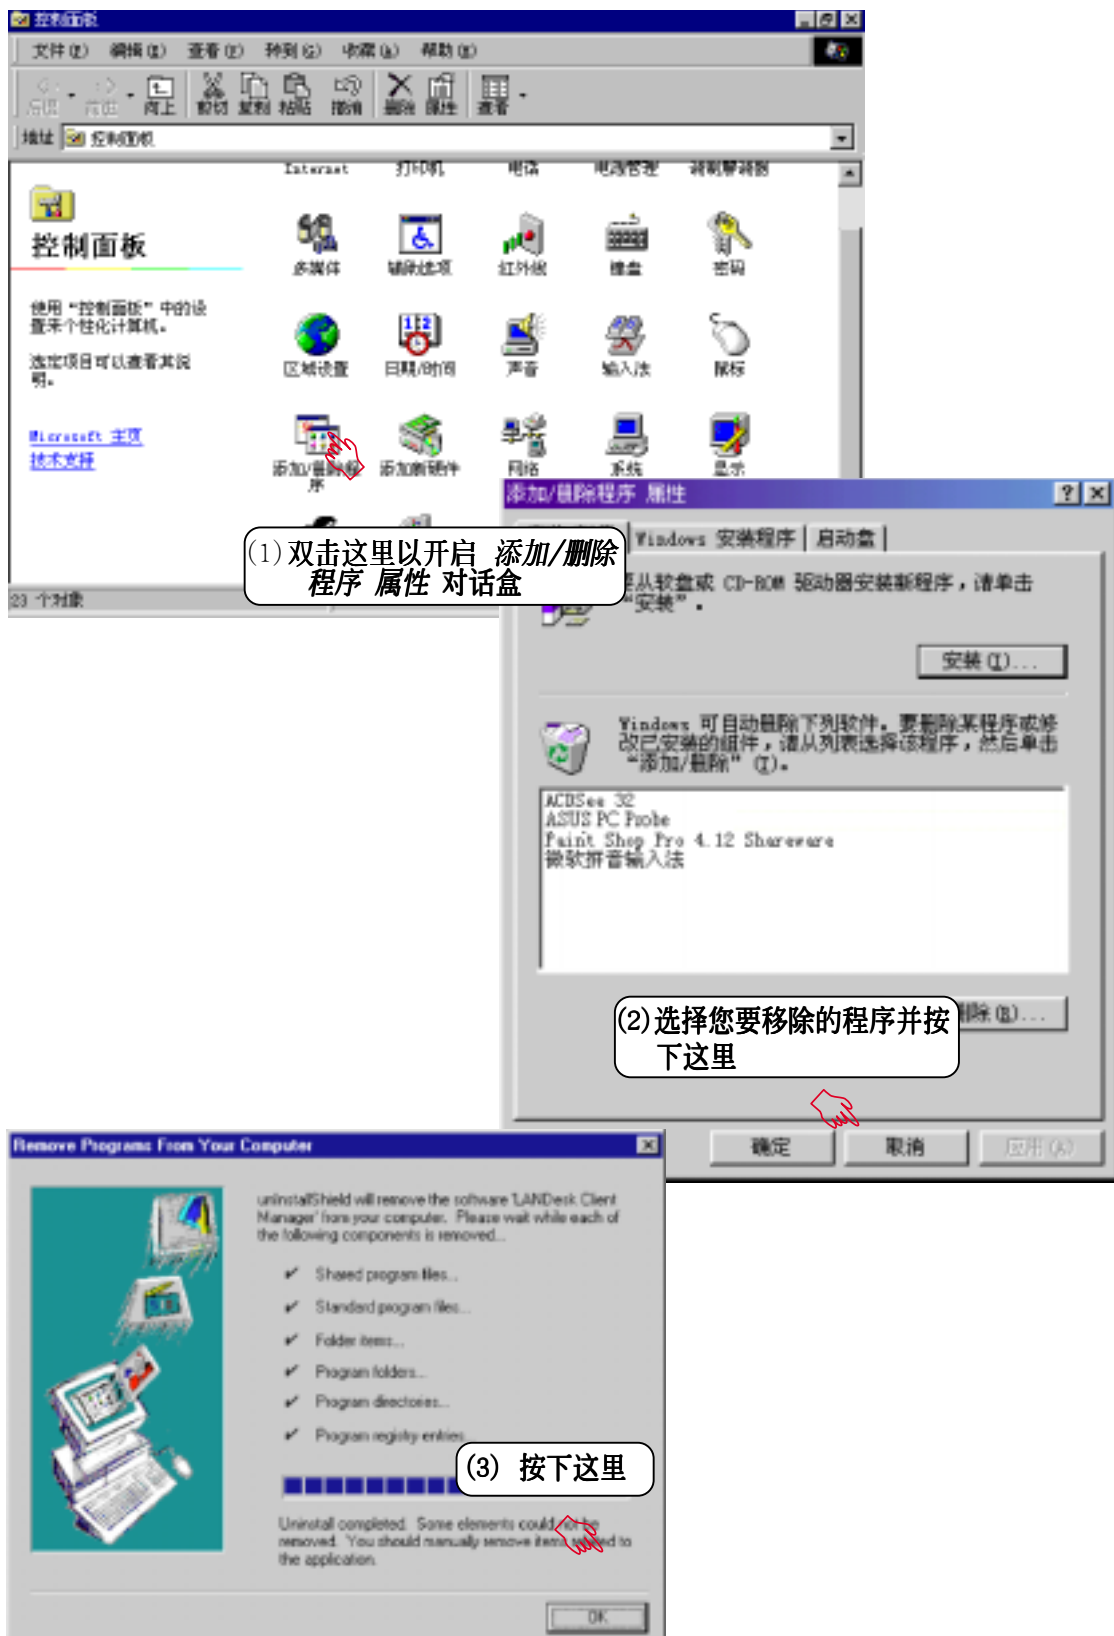 控制面板
文件(F) 编辑(E) 查看(V) 转到(G) 收藏(A) 帮助(H)
后退 前进 向上 剪切 复制 粘贴 撤消 删除 属性 查看
地址 控制面板
Internet 打印机 电话 电源管理 调制解调器
控制面板
多媒体 辅助选项 红外线 键盘 密码
使用“控制面板”中的设
置来个性化计算机。
区域设置 日期/时间 声音 输入法 鼠标
选定项目可以查看其说
明。
Microsoft 主页
技术支持
添加/删除程
序 添加新硬件 网络 系统 显示
(1) 双击这里以开启 添加/删除
程序 属性 对话盒
23 个对象
添加/删除程序 属性
Windows 安装程序 启动盘
要从软盘或 CD-ROM 驱动器安装新程序，请单击
“安装”。
安装(I)...
Windows 可自动删除下列软件。要删除某程序或修
改已安装的组件，请从列表选择该程序，然后单击
“添加/删除”(I)。
ACDSee 32
ASUS PC Probe
Paint Shop Pro 4.12 Shareware
微软拼音输入法
删除(R)...
(2) 选择您要移除的程序并按
下这里
确定 取消 应用(A)
Remove Programs From Your Computer
unInstallShield will remove the software 'LANDesk Client
Manager' from your computer. Please wait while each of
the following components is removed...
✔ Shared program files...
✔ Standard program files...
✔ Folder items...
✔ Program folders...
✔ Program directories...
✔ Program registry entries...
(3) 按下这里
Uninstall completed. Some elements could not be
removed. You should manually remove items related to
the application.
OK